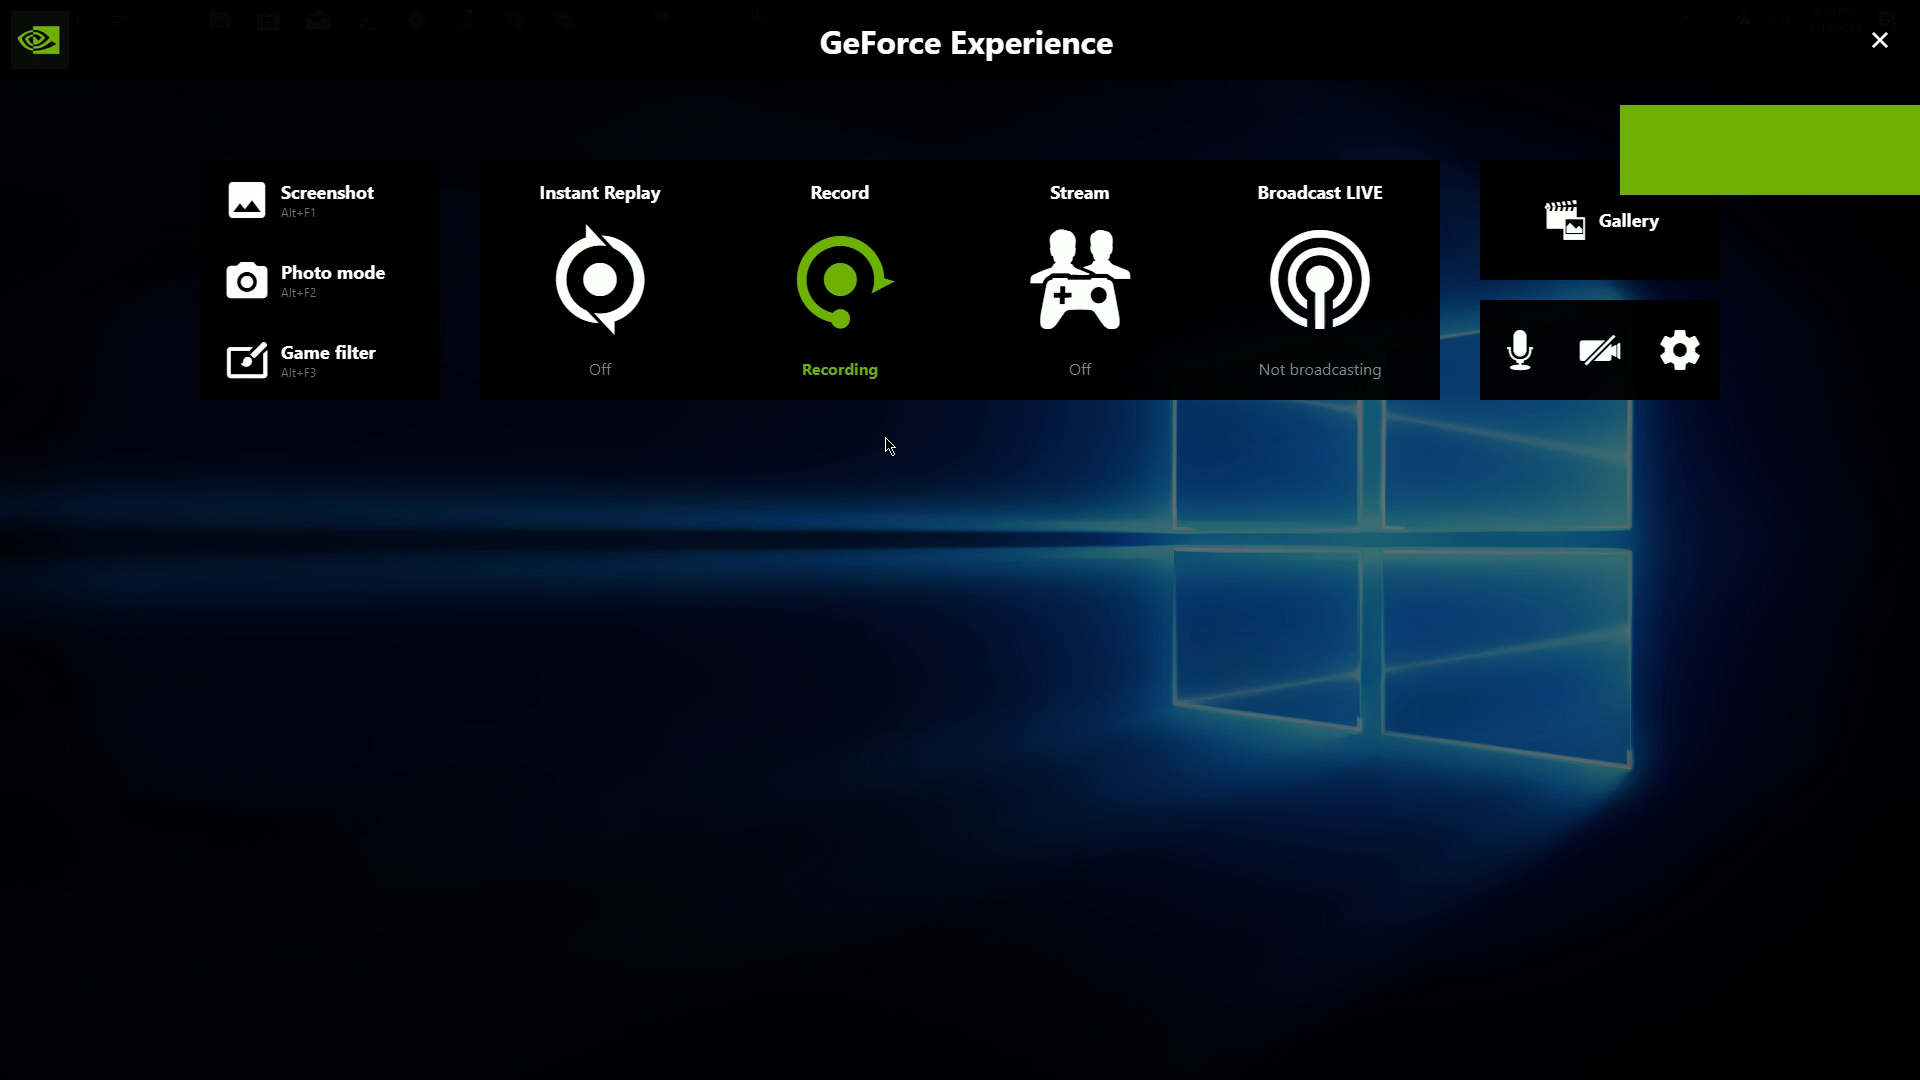 GeForce Experience
Screenshot
Alt+F1
Photo mode
Alt+F2
Game filter
Alt+F3
Instant Replay
Off
Record
Recording
Stream
Off
Broadcast LIVE
Not broadcasting
Gallery